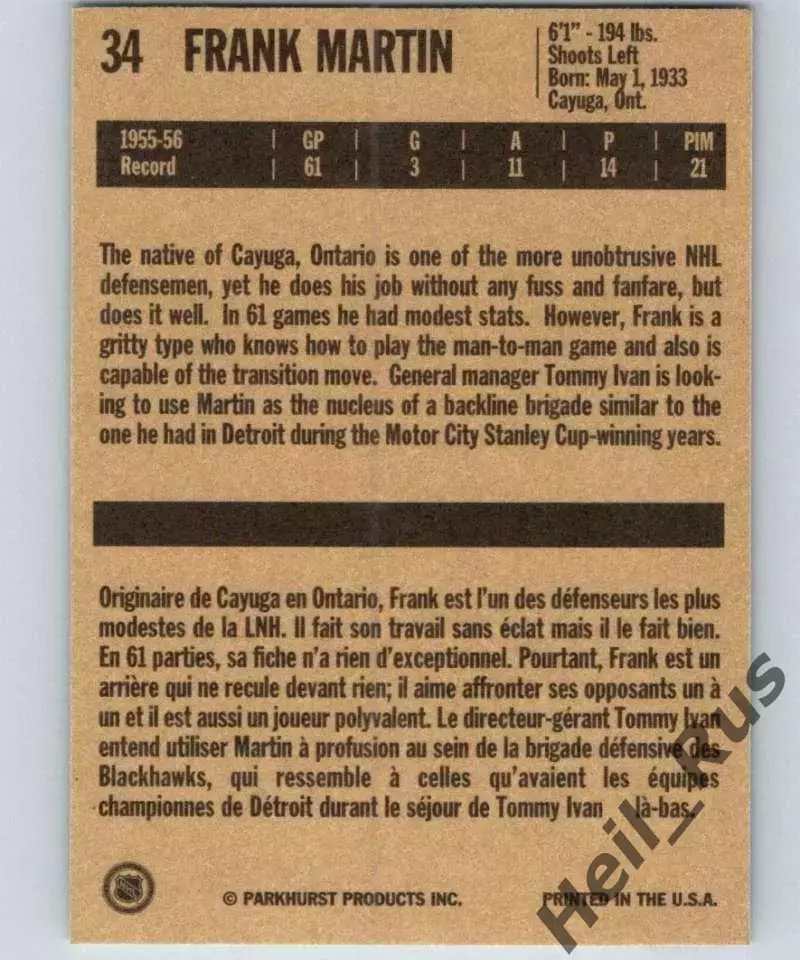 34 FRANK MARTIN
6'1" - 194 lbs.
Shoots Left
Born: May 1, 1933
Cayuga, Ont.
1955-56 | GP | G | A | P | PIM
Record | 61 | 3 | 11 | 14 | 21
The native of Cayuga, Ontario is one of the more unobtrusive NHL
defensemen, yet he does his job without any fuss and fanfare, but
does it well. In 61 games he had modest stats. However, Frank is a
gritty type who knows how to play the man-to-man game and also is
capable of the transition move. General manager Tommy Ivan is look-
ing to use Martin as the nucleus of a backline brigade similar to the
one he had in Detroit during the Motor City Stanley Cup-winning years.
Originaire de Cayuga en Ontario, Frank est l'un des défenseurs les plus
modestes de la LNH. Il fait son travail sans éclat mais il le fait bien.
En 61 parties, sa fiche n'a rien d'exceptionnel. Pourtant, Frank est un
arrière qui ne recule devant rien; il aime affronter ses opposants un à
un et il est aussi un joueur polyvalent. Le directeur-gérant Tommy Ivan
entend utiliser Martin à profusion au sein de la brigade défensive des
Blackhawks, qui ressemble à celles qu'avaient les équipes
championnes de Détroit durant le séjour de Tommy Ivan là-bas.
NHL
© PARKHURST PRODUCTS INC.
PRINTED IN THE U.S.A.
Heil_Rus